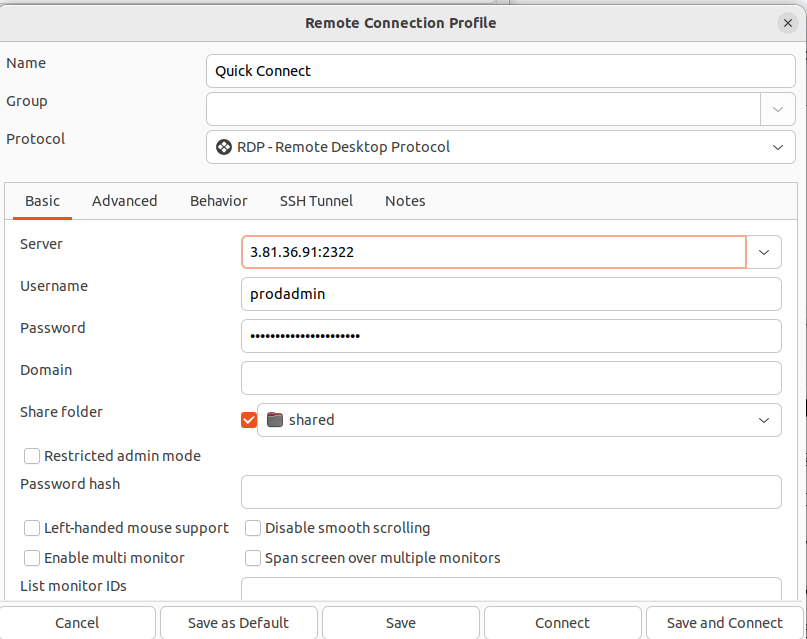 Remote Connection Profile
Name
Quick Connect
Group
Protocol
RDP - Remote Desktop Protocol
Basic Advanced Behavior SSH Tunnel Notes
Server
3.81.36.91:2322
Username
prodadmin
Password
••••••••••••••••••••••
Domain
Share folder
shared
Restricted admin mode
Password hash
Left-handed mouse support Disable smooth scrolling
Enable multi monitor Span screen over multiple monitors
List monitor IDs
Cancel Save as Default Save Connect Save and Connect